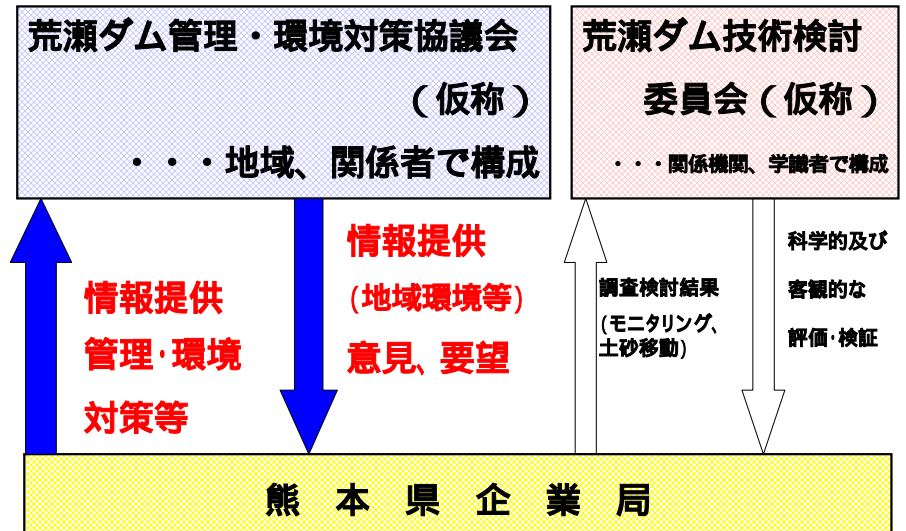 荒瀬ダム管理・環境対策協議会
（仮称）
・・・地域、関係者で構成
荒瀬ダム技術検討
委員会（仮称）
・・・関係機関、学識者で構成
情報提供
管理・環境
対策等
情報提供
(地域環境等)
意見、要望
調査検討結果
(モニタリング、
土砂移動)
科学的及び
客観的な
評価・検証
熊本県企業局